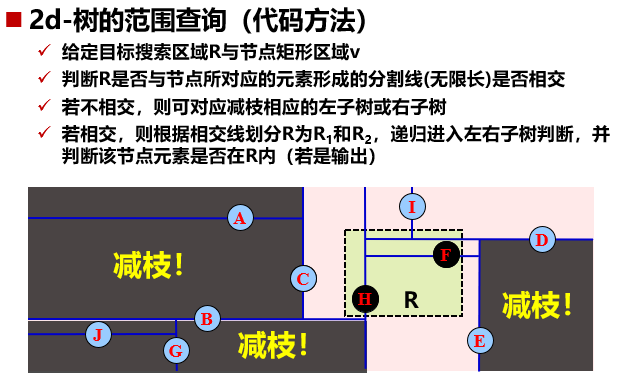 2d-树的范围查询（代码方法）
给定目标搜索区域R与节点矩形区域v
判断R是否与节点所对应的元素形成的分割线(无限长)是否相交
若不相交，则可对应减枝相应的左子树或右子树
若相交，则根据相交线划分R为R1和R2，递归进入左右子树判断，并
判断该节点元素是否在R内（若是输出）
I
A
D
F
减枝！
C
H
R
减枝！
B
J
G
减枝！
E